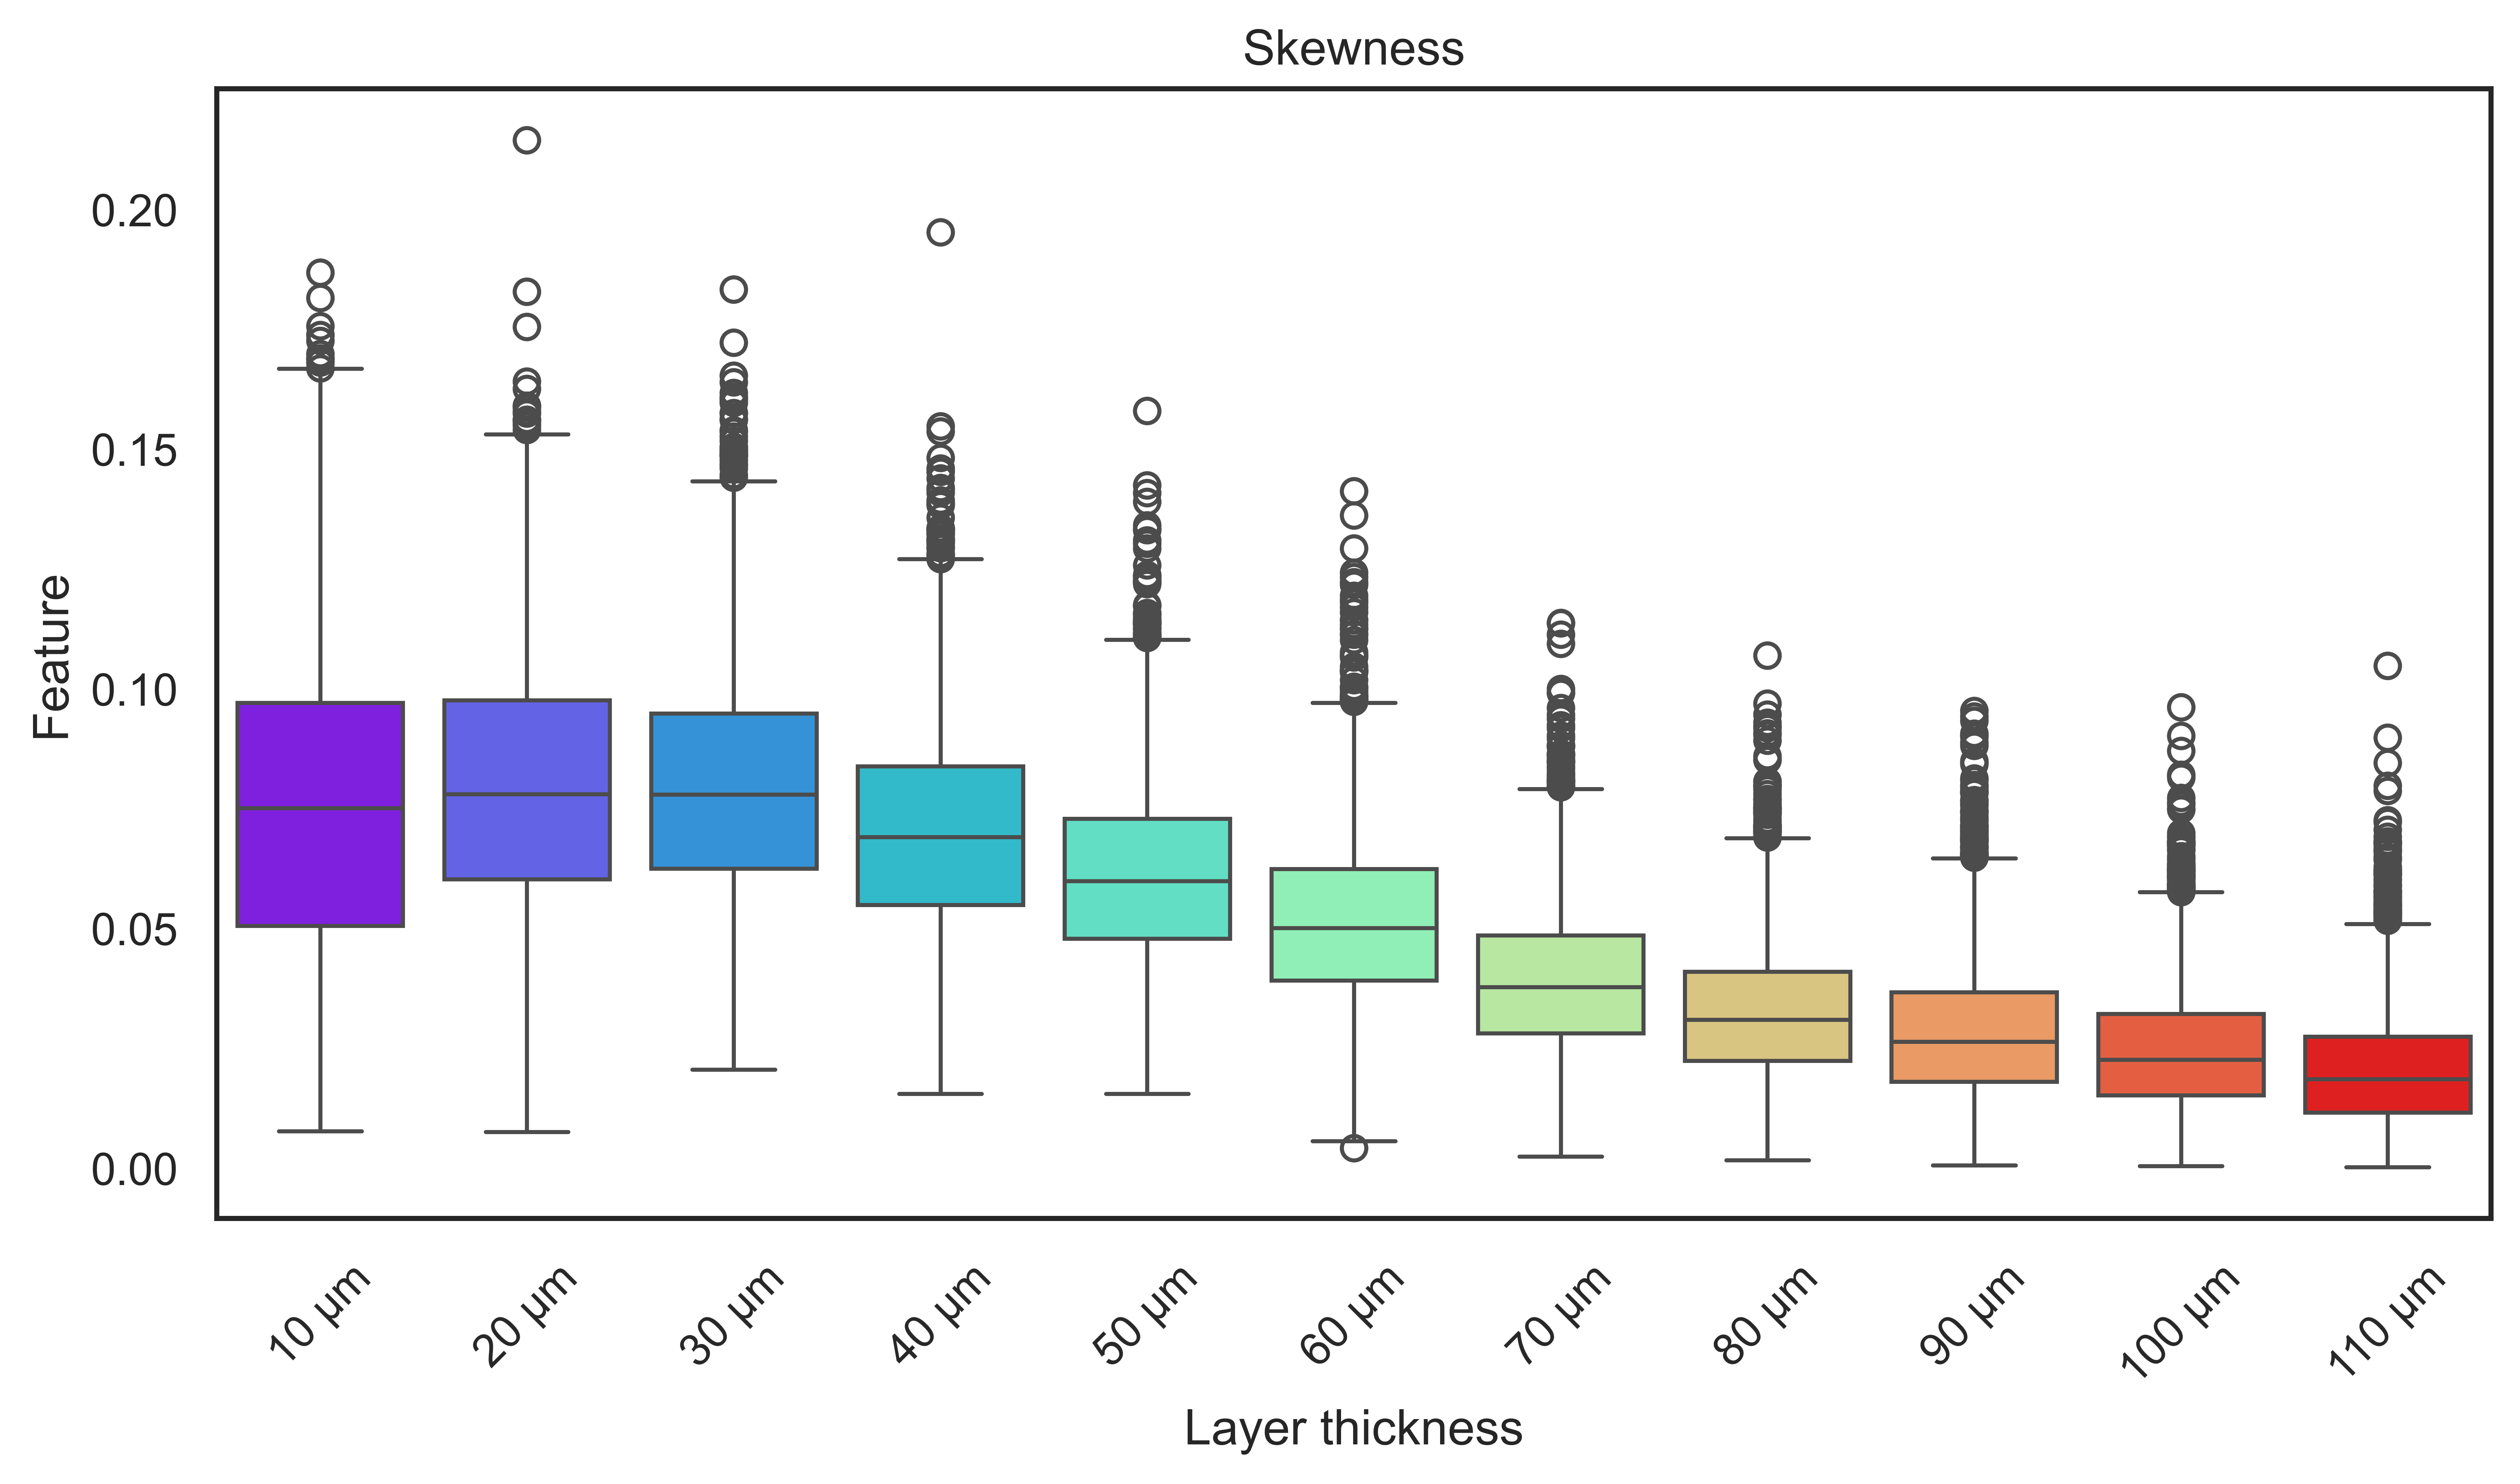 Skewness
0.20
0.15
0.10
0.05
0.00
Feature
10 µm
20 µm
30 µm
40 µm
50 µm
60 µm
70 µm
80 µm
90 µm
100 µm
110 µm
Layer thickness